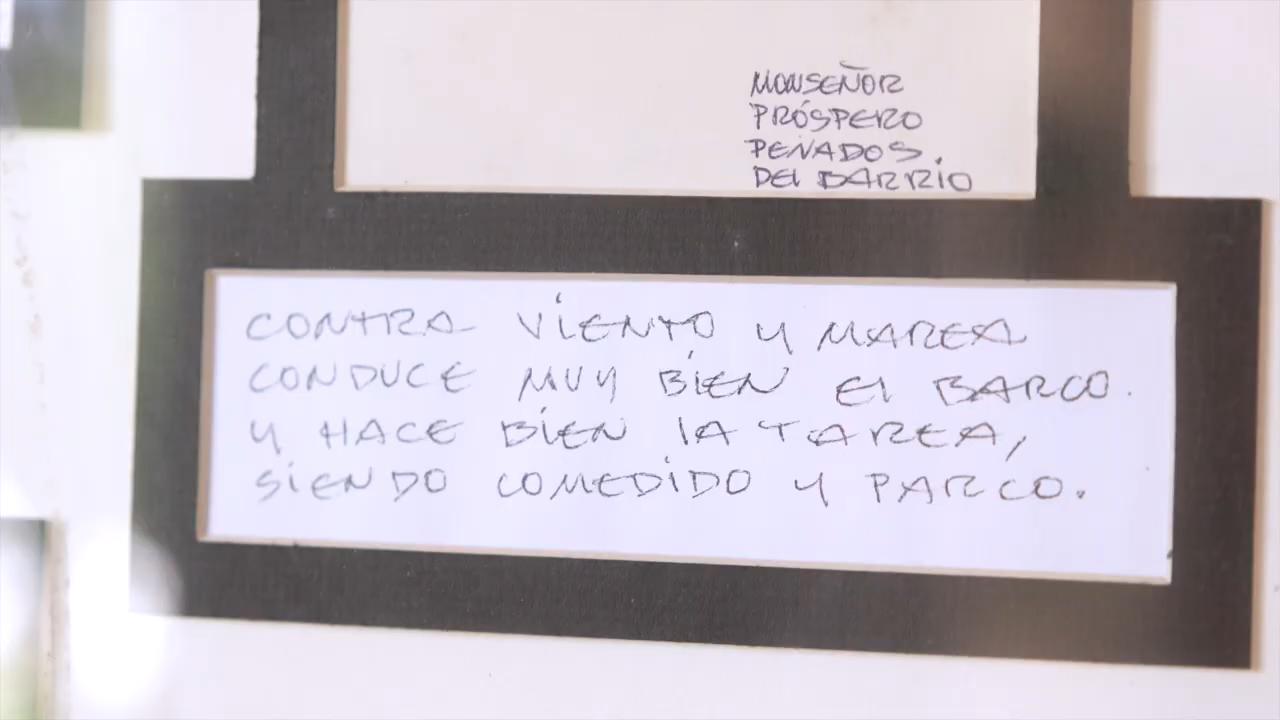 MONSEÑOR
PRÓSPERO
PENADOS.
DEL BARRIO
CONTRA VIENTO Y MAREA
CONDUCE MUY BIEN EL BARCO.
Y HACE BIEN LA TAREA,
SIENDO COMEDIDO Y PARCO.